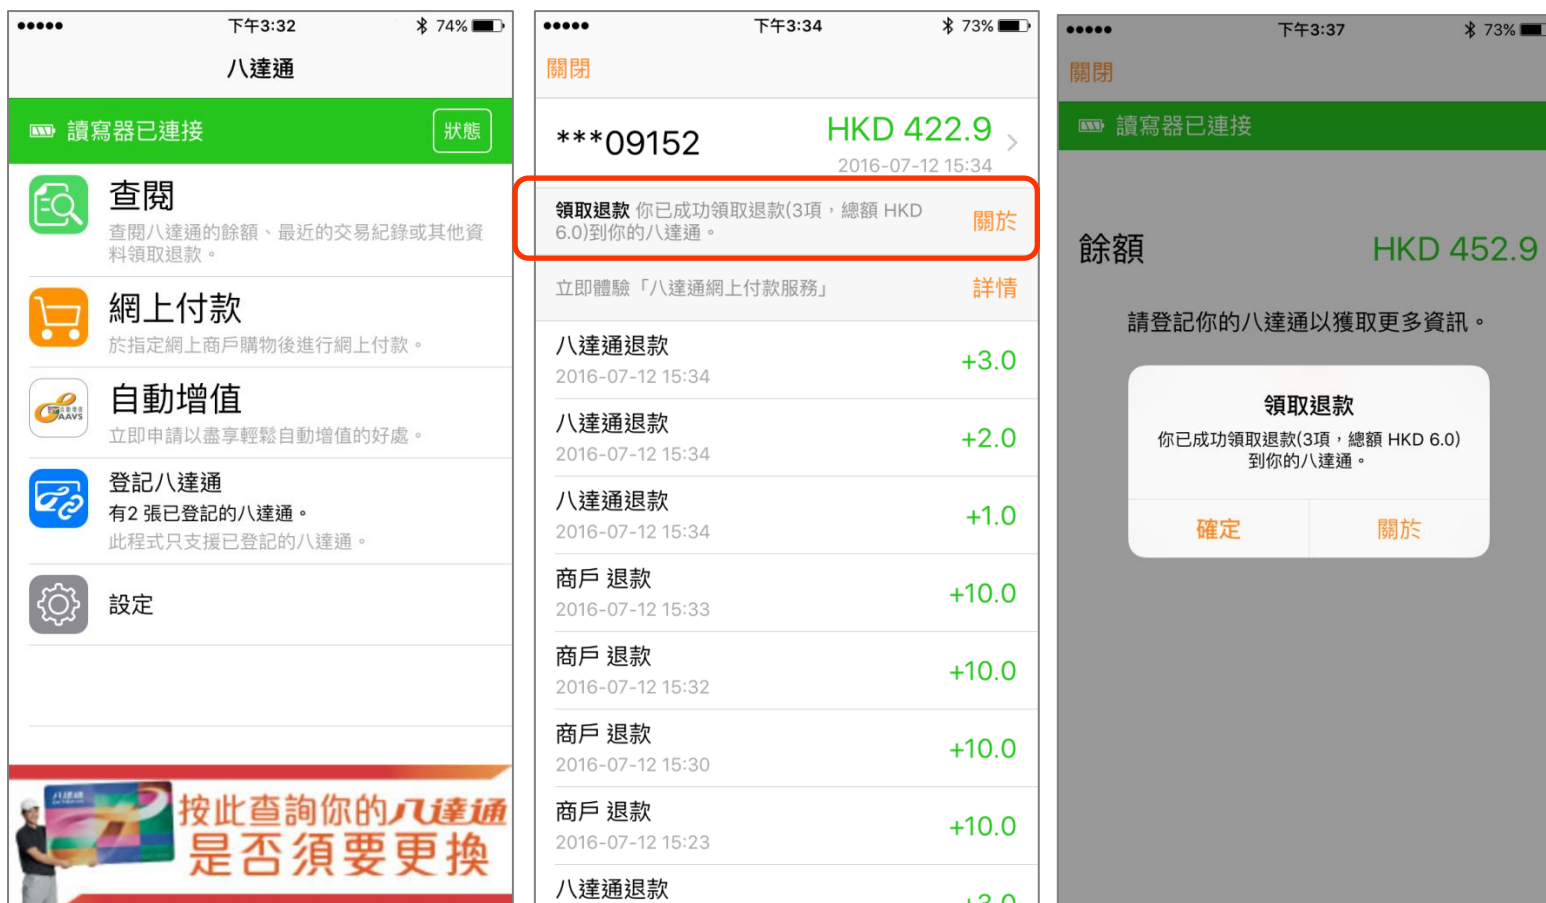 下午3:32
74%
八達通
讀寫器已連接
狀態
查閱
查閱八達通的餘額、最近的交易紀錄或其他資
料領取退款。
網上付款
於指定網上商戶購物後進行網上付款。
自動增值
AAVS
立即申請以盡享輕鬆自動增值的好處。
登記八達通
有2 張已登記的八達通。
此程式只支援已登記的八達通。
設定
八達通
按此查詢你的八達通
是否須要更換
下午3:34
73%
關閉
***09152
HKD 422.9
2016-07-12 15:34
領取退款 你已成功領取退款(3項，總額 HKD
6.0)到你的八達通。
關於
立即體驗「八達通網上付款服務」
詳情
八達通退款
+3.0
2016-07-12 15:34
八達通退款
+2.0
2016-07-12 15:34
八達通退款
+1.0
2016-07-12 15:34
商戶 退款
+10.0
2016-07-12 15:33
商戶 退款
+10.0
2016-07-12 15:32
商戶 退款
+10.0
2016-07-12 15:30
商戶 退款
+10.0
2016-07-12 15:23
八達通退款
下午3:37
73%
關閉
讀寫器已連接
餘額
HKD 452.9
請登記你的八達通以獲取更多資訊。
領取退款
你已成功領取退款(3項，總額 HKD 6.0)
到你的八達通。
確定
關於